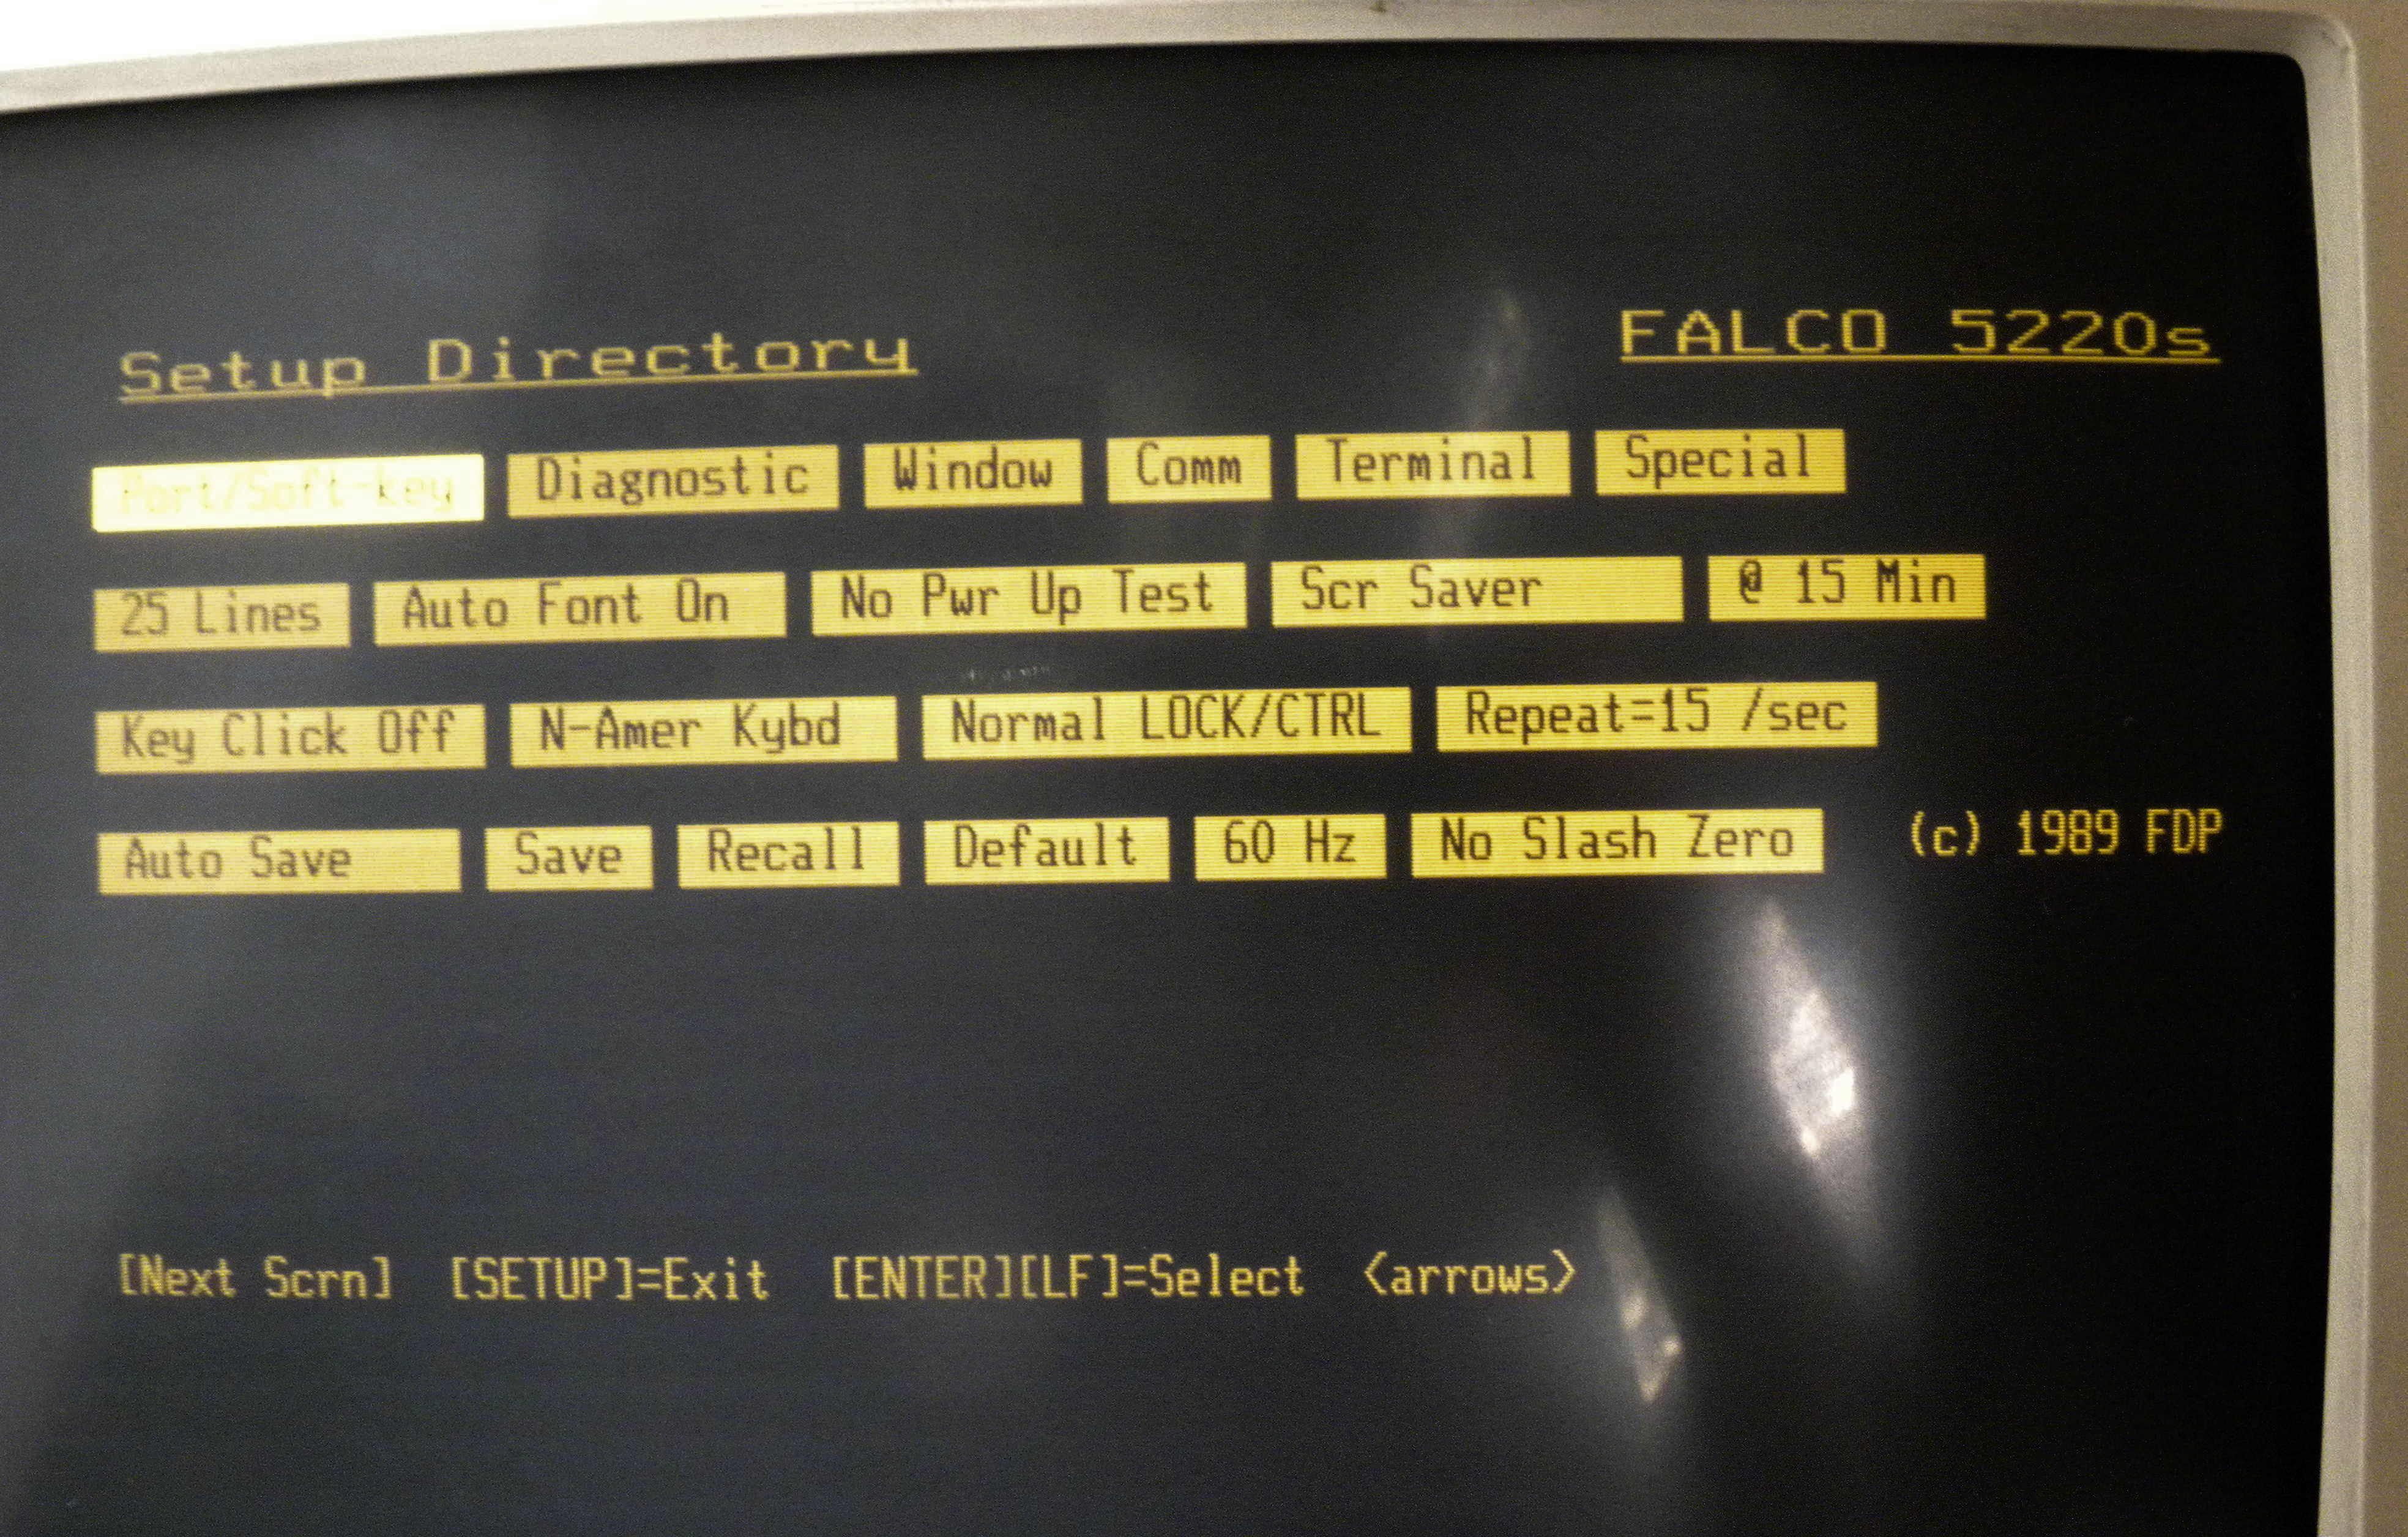 Setup Directory FALCO 5220s
Port/Soft-key Diagnostic Window Comm Terminal Special
25 Lines Auto Font On No Pwr Up Test Scr Saver @ 15 Min
Key Click Off N-Amer Kybd Normal LOCK/CTRL Repeat=15 /sec
Auto Save Save Recall Default 60 Hz No Slash Zero (c) 1989 FDP
[Next Scrn] [SETUP]=Exit [ENTER][LF]=Select <arrows>